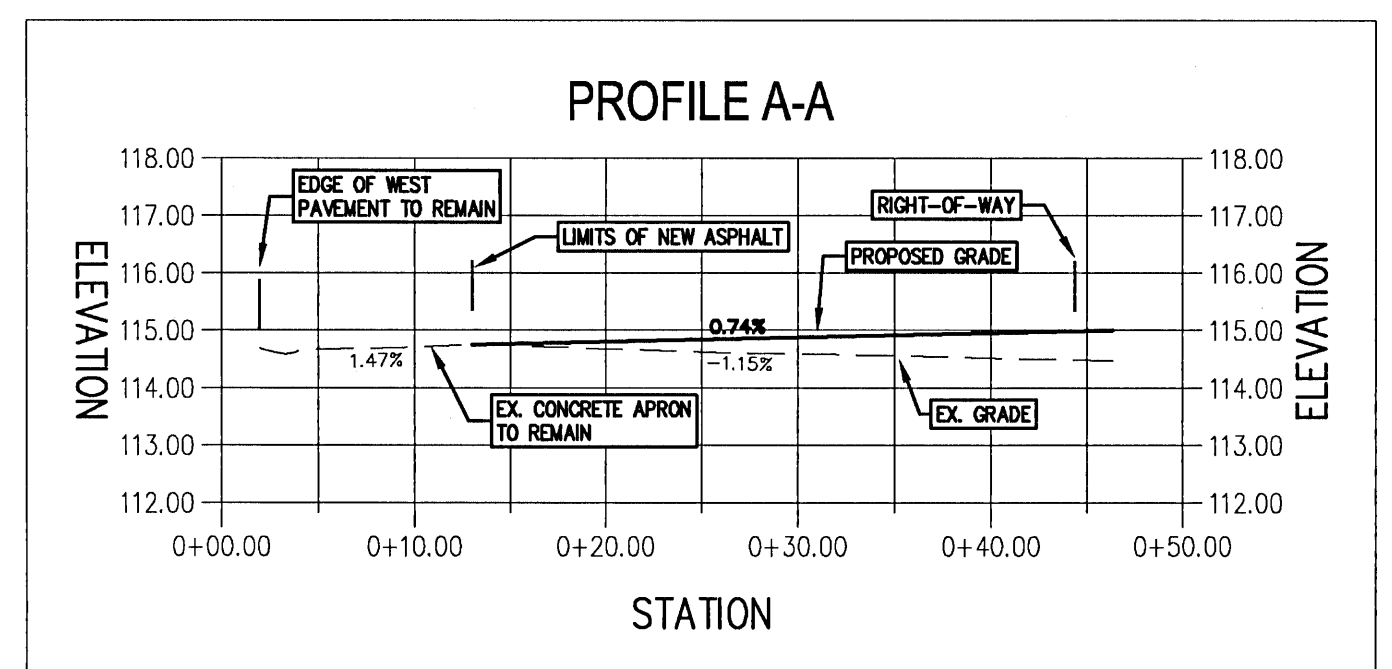 PROFILE A-A
118.00
118.00
EDGE OF WEST
PAVEMENT TO REMAIN
RIGHT-OF-WAY
117.00
117.00
LIMITS OF NEW ASPHALT
PROPOSED GRADE
116.00
116.00
ELEVATION
ELEVATION
115.00
0.74%
115.00
1.47%
-1.15%
114.00
114.00
EX. CONCRETE APRON
TO REMAIN
EX. GRADE
113.00
113.00
112.00
112.00
0+00.00
0+10.00
0+20.00
0+30.00
0+40.00
0+50.00
STATION